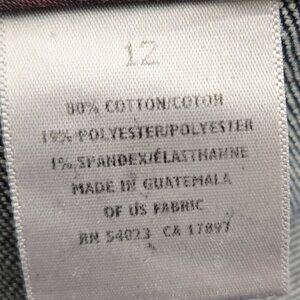 12
80% COTTON/COTON
19% POLYESTER/POLYESTER
1% SPANDEX/ÉLASTHANNE
MADE IN GUATEMALA
OF US FABRIC
RN 54023 CA 17897